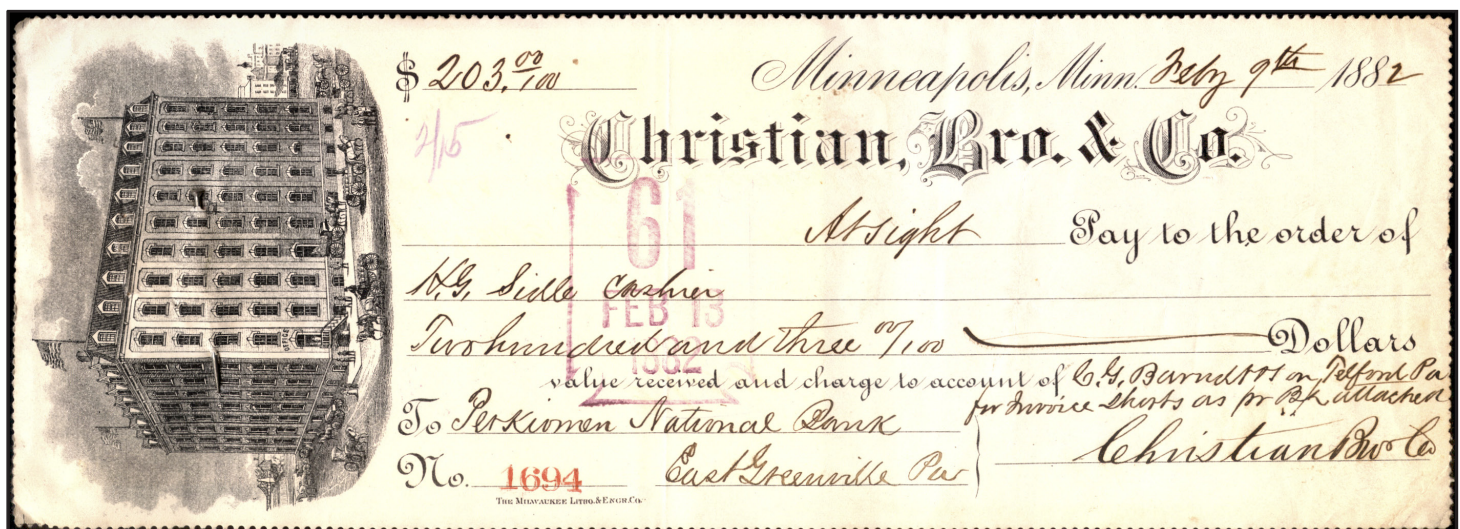 $ 203.00/100
Minneapolis, Minn. Feby 9th 1882
2/15
Christian, Bro. & Co.
61
At sight Pay to the order of
H.G. Sidle Cashier
FEB 13
Two hundred and three 00/100 Dollars
1882
value received and charge to account of C.G. Barndt & Son, Telford Pa
for Invoice shorts as pr attached
To Perkiomen National Bank
Christian Bro & Co
No. 1694 East Greenville Pa
THE MILWAUKEE LITHO. & ENGR. CO.
OFFICE